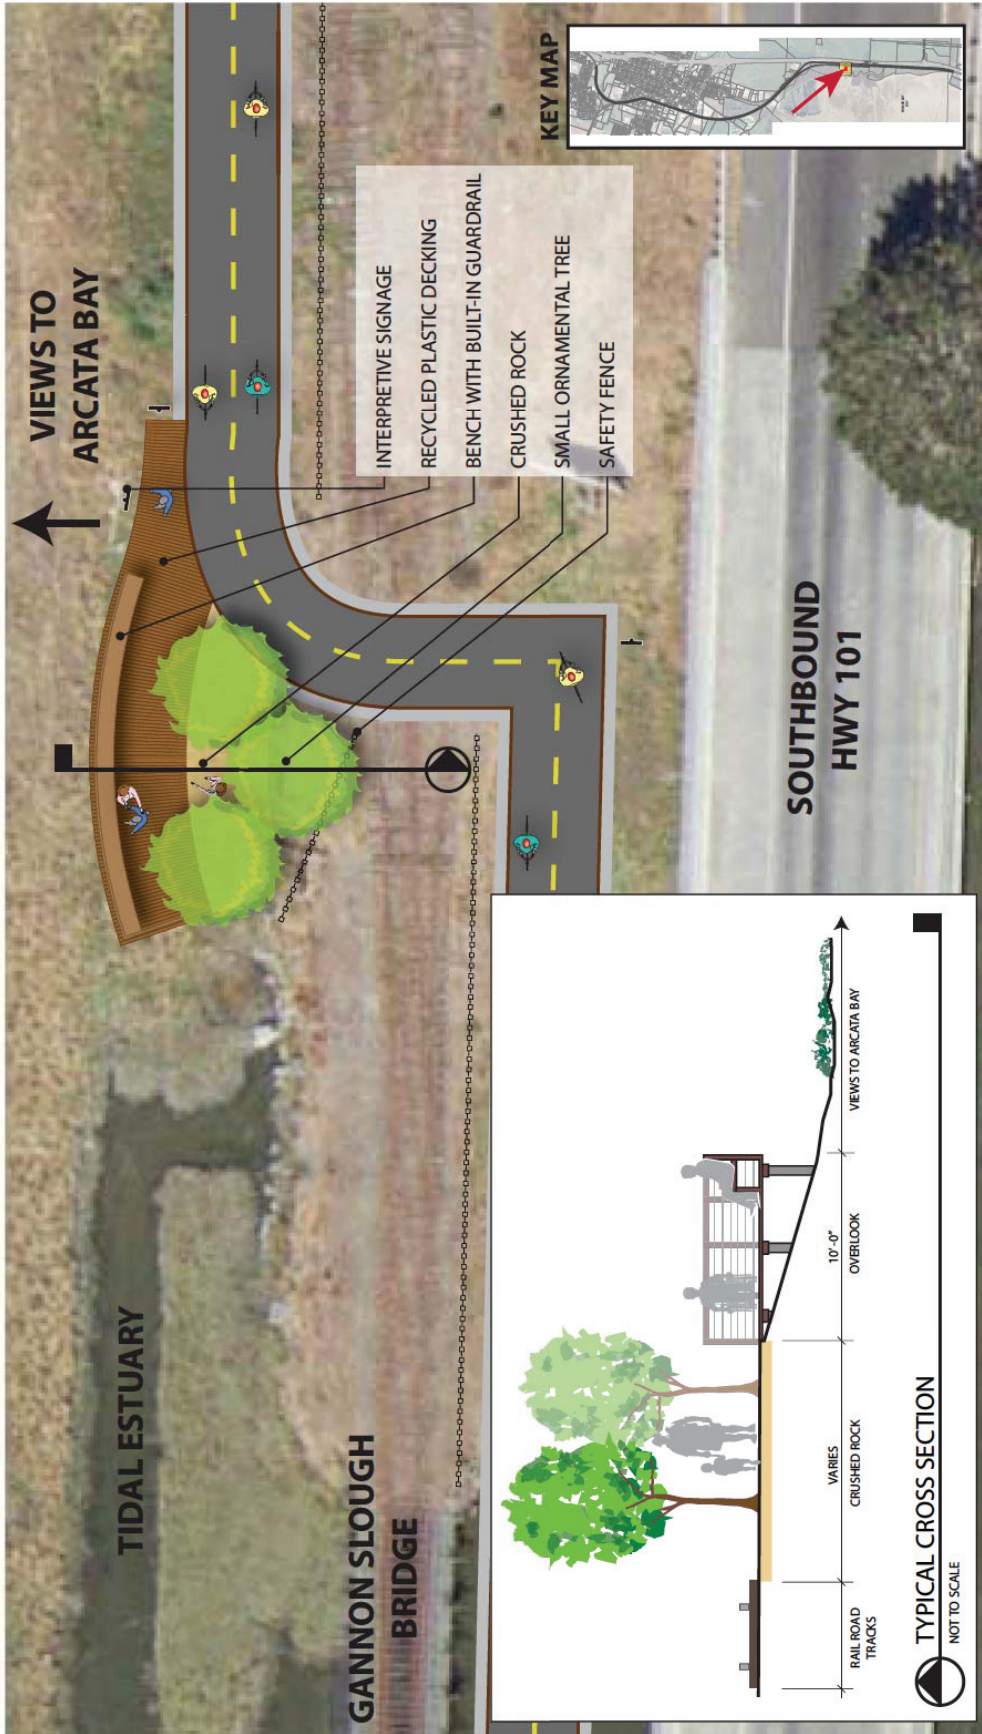 VIEWS TO
ARCATA BAY
KEY MAP
INTERPRETIVE SIGNAGE
RECYCLED PLASTIC DECKING
BENCH WITH BUILT-IN GUARDRAIL
CRUSHED ROCK
SMALL ORNAMENTAL TREE
SAFETY FENCE
TIDAL ESTUARY
GANNON SLOUGH
BRIDGE
SOUTHBOUND
HWY 101
RAIL ROAD
TRACKS
VARIES
CRUSHED ROCK
10'-0"
OVERLOOK
VIEWS TO ARCATA BAY
TYPICAL CROSS SECTION
NOT TO SCALE